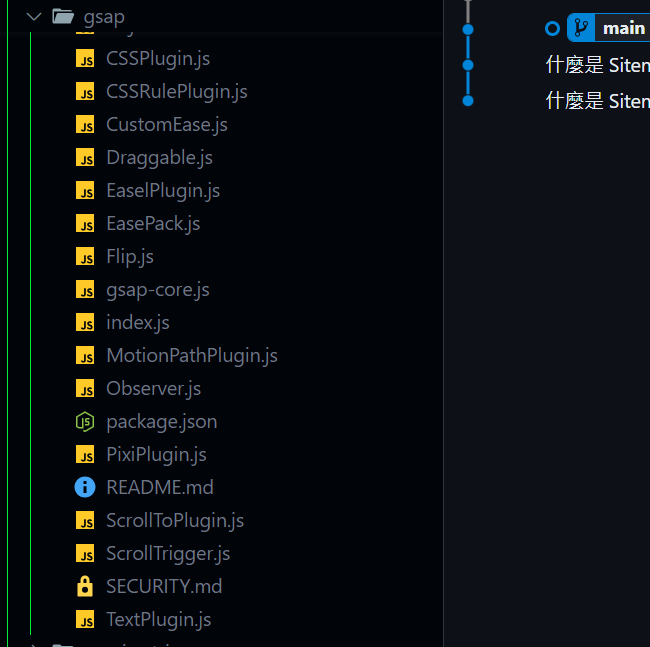 gsap
CSSPlugin.js
CSSRulePlugin.js
CustomEase.js
Draggable.js
EaselPlugin.js
EasePack.js
Flip.js
gsap-core.js
index.js
MotionPathPlugin.js
Observer.js
package.json
PixiPlugin.js
README.md
ScrollToPlugin.js
ScrollTrigger.js
SECURITY.md
TextPlugin.js
main
什麼是
什麼是